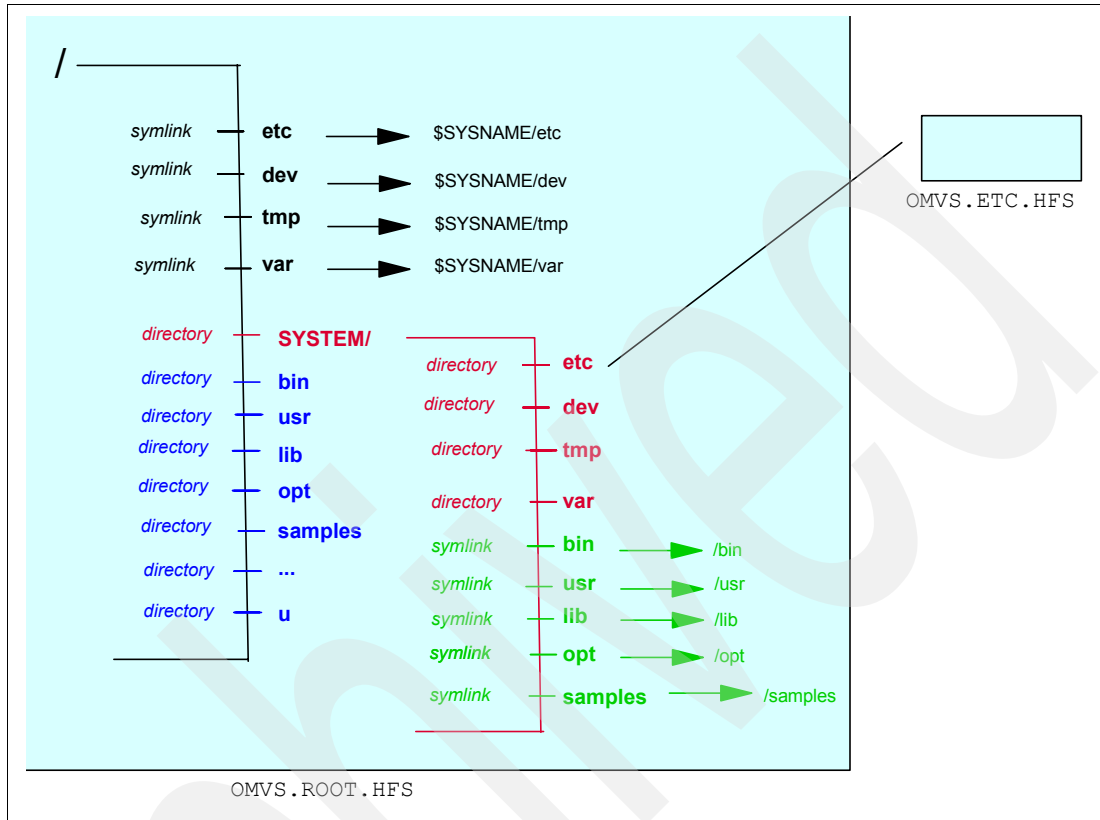 /
symlink etc $SYSNAME/etc
symlink dev $SYSNAME/dev
symlink tmp $SYSNAME/tmp
symlink var $SYSNAME/var
directory SYSTEM/
directory bin
directory usr
directory lib
directory opt
directory samples
directory ...
directory u
directory etc
directory dev
directory tmp
directory var
symlink bin /bin
symlink usr /usr
symlink lib /lib
symlink opt /opt
symlink samples /samples
OMVS.ETC.HFS
OMVS.ROOT.HFS